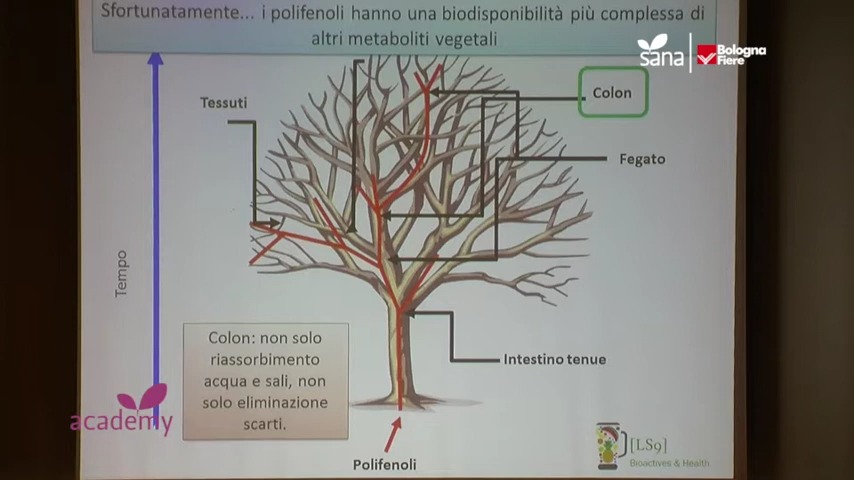 Sfortunatamente... i polifenoli hanno una biodisponibilità più complessa di
altri metaboliti vegetali
sana
Bologna
Fiere
Tessuti
Colon
Fegato
Tempo
Colon: non solo
riassorbimento
acqua e sali, non
solo eliminazione
scarti.
Intestino tenue
academy
Polifenoli
[LS9]
Bioactives & Health